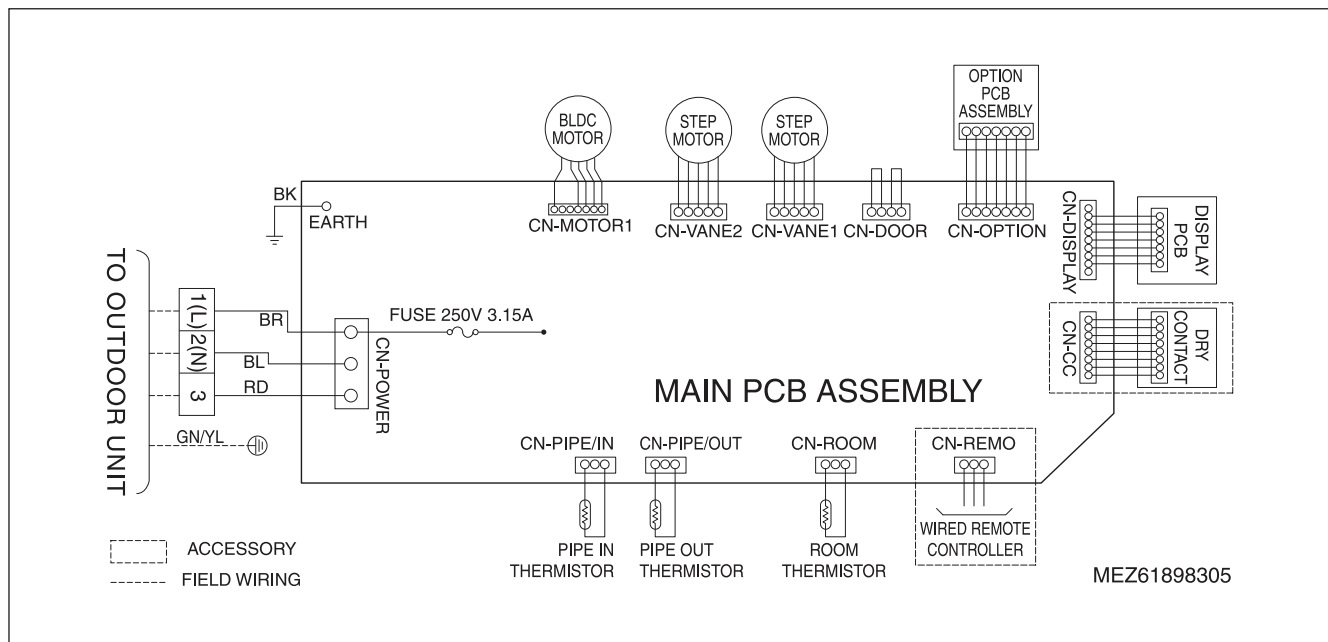 OPTION
PCB
ASSEMBLY
BLDC
MOTOR
STEP
MOTOR
STEP
MOTOR
BK
EARTH
CN-MOTOR1
CN-VANE2
CN-VANE1
CN-DOOR
CN-OPTION
CN-DISPLAY
DISPLAY
PCB
TO OUTDOOR UNIT
1(L)
2(N)
3
BR
BL
RD
GN/YL
CN-POWER
FUSE 250V 3.15A
CN-CC
DRY
CONTACT
MAIN PCB ASSEMBLY
CN-PIPE/IN
CN-PIPE/OUT
CN-ROOM
CN-REMO
PIPE IN
THERMISTOR
PIPE OUT
THERMISTOR
ROOM
THERMISTOR
WIRED REMOTE
CONTROLLER
ACCESSORY
FIELD WIRING
MEZ61898305